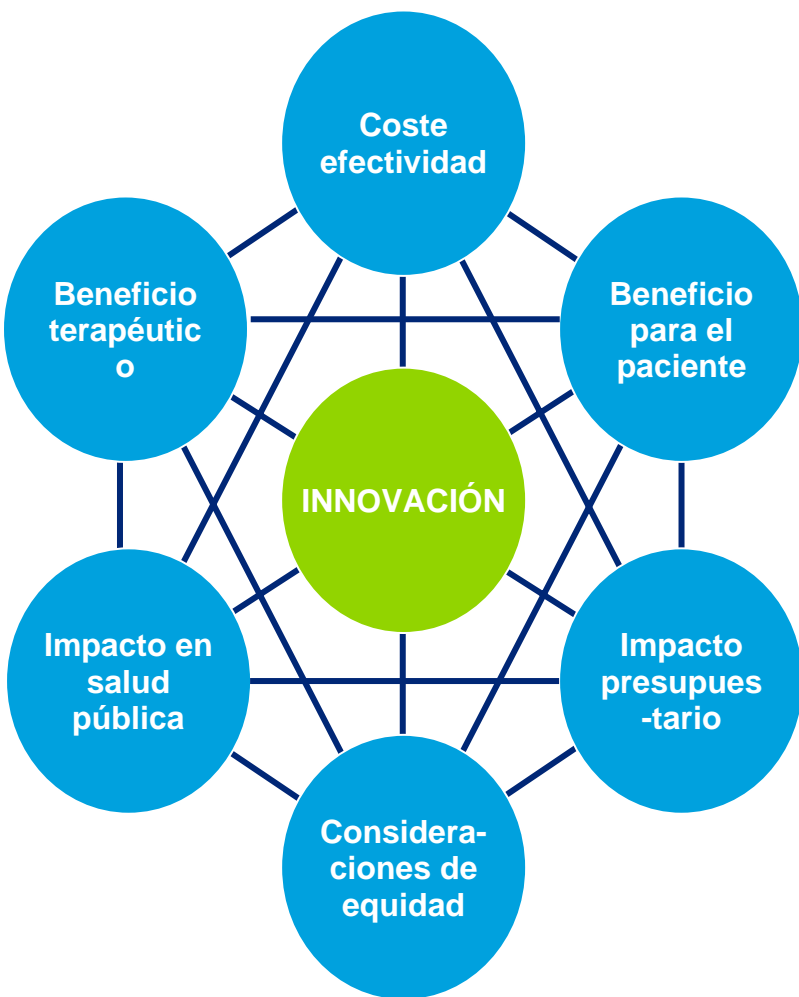 Coste
efectividad
Beneficio
terapéutic
o
Beneficio
para el
paciente
INNOVACIÓN
Impacto en
salud
pública
Impacto
presupues
-tario
Considera-
ciones de
equidad